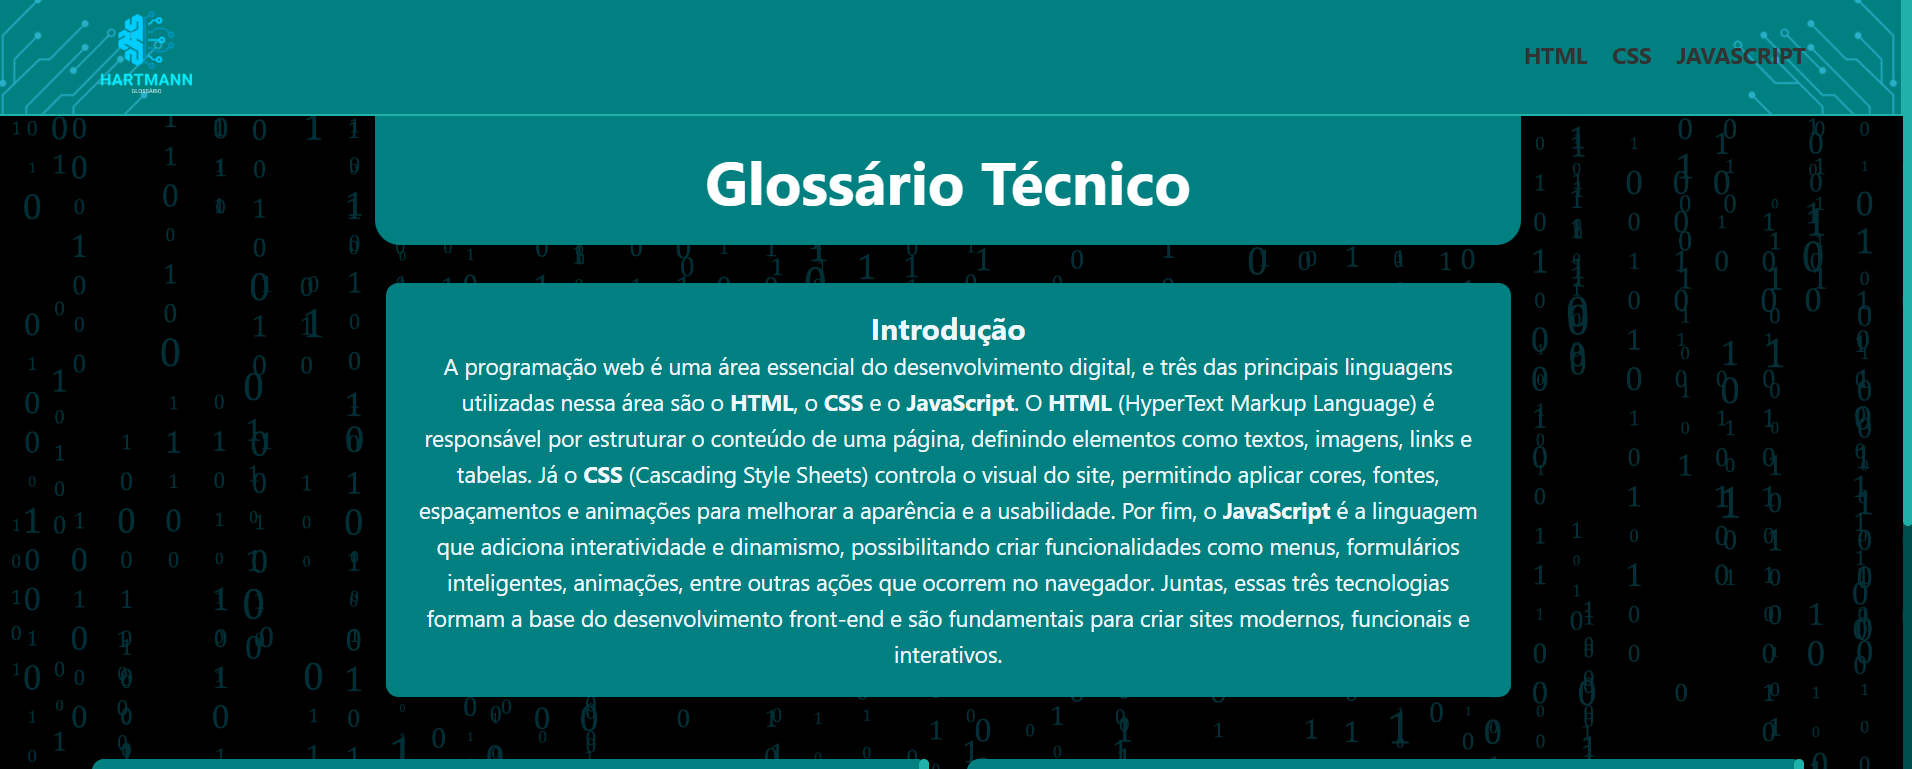 HARTMANN
GLOSSÁRIO
HTML CSS JAVASCRIPT
Glossário Técnico
Introdução
A programação web é uma área essencial do desenvolvimento digital, e três das principais linguagens
utilizadas nessa área são o HTML, o CSS e o JavaScript. O HTML (HyperText Markup Language) é
responsável por estruturar o conteúdo de uma página, definindo elementos como textos, imagens, links e
tabelas. Já o CSS (Cascading Style Sheets) controla o visual do site, permitindo aplicar cores, fontes,
espaçamentos e animações para melhorar a aparência e a usabilidade. Por fim, o JavaScript é a linguagem
que adiciona interatividade e dinamismo, possibilitando criar funcionalidades como menus, formulários
inteligentes, animações, entre outras ações que ocorrem no navegador. Juntas, essas três tecnologias
formam a base do desenvolvimento front-end e são fundamentais para criar sites modernos, funcionais e
interativos.